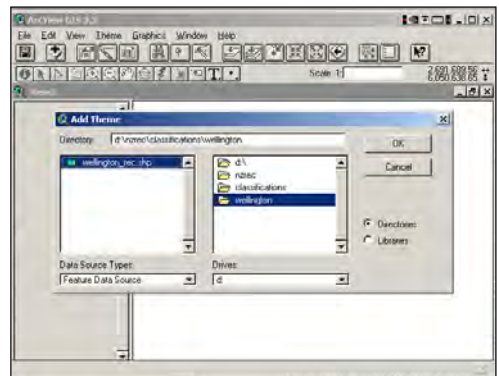 ArcView GIS 3.2
File Edit View Theme Graphics Window Help
Scale 1:
Add Theme
Directory: d:\nzrec\classifications\wellington
OK
Cancel
wellington_rec.shp
d:\
nzrec
classifications
wellington
Directories
Libraries
Data Source Types:
Drives:
Feature Data Source
d